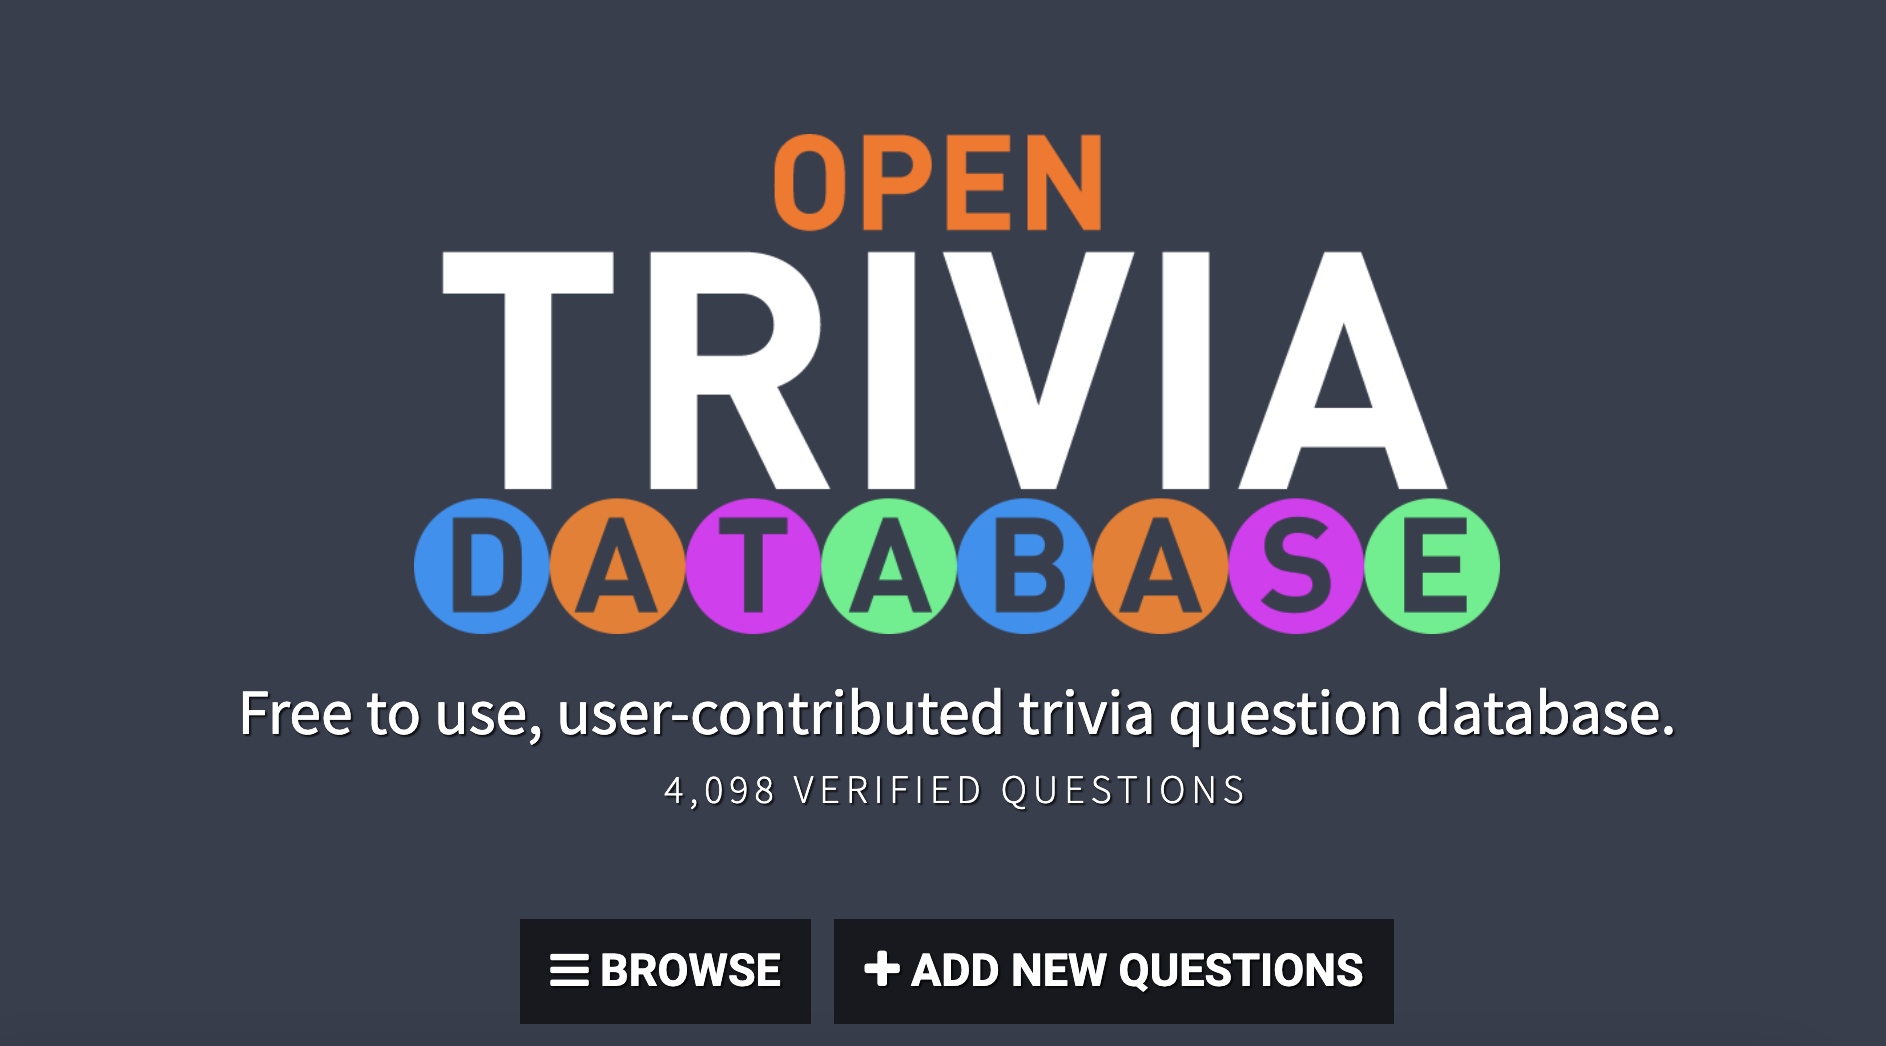 OPEN
TRIVIA
DATABASE
Free to use, user-contributed trivia question database.
4,098 VERIFIED QUESTIONS
BROWSE
ADD NEW QUESTIONS